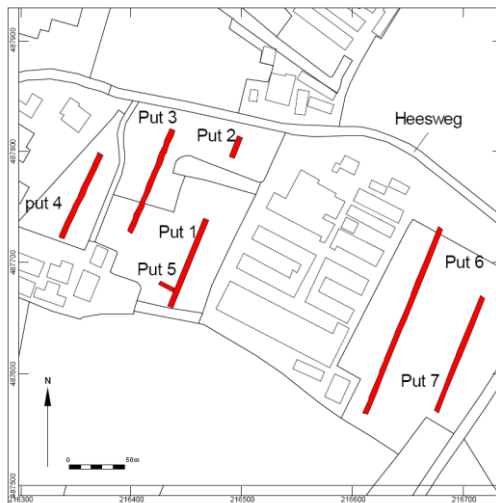 487900
Put 3
Put 2
Heesweg
487800
put 4
Put 1
487700
Put 5
Put 6
Put 7
487600
N
0
50m
487500
216300
216400
216500
216600
216700